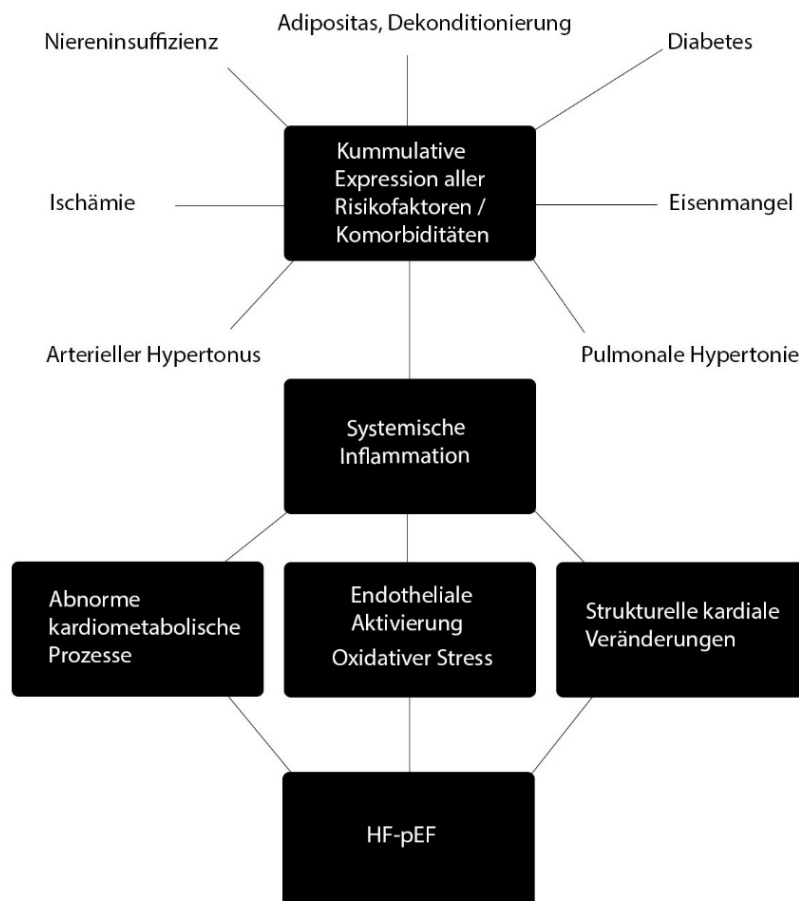 Adipositas, Dekonditionierung
Niereninsuffizienz
Diabetes
Kummulative
Expression aller
Risikofaktoren /
Komorbiditäten
Ischämie
Eisenmangel
Arterieller Hypertonus
Pulmonale Hypertonie
Systemische
Inflammation
Abnorme
kardiometabolische
Prozesse
Endotheliale
Aktivierung
Oxidativer Stress
Strukturelle kardiale
Veränderungen
HF-pEF